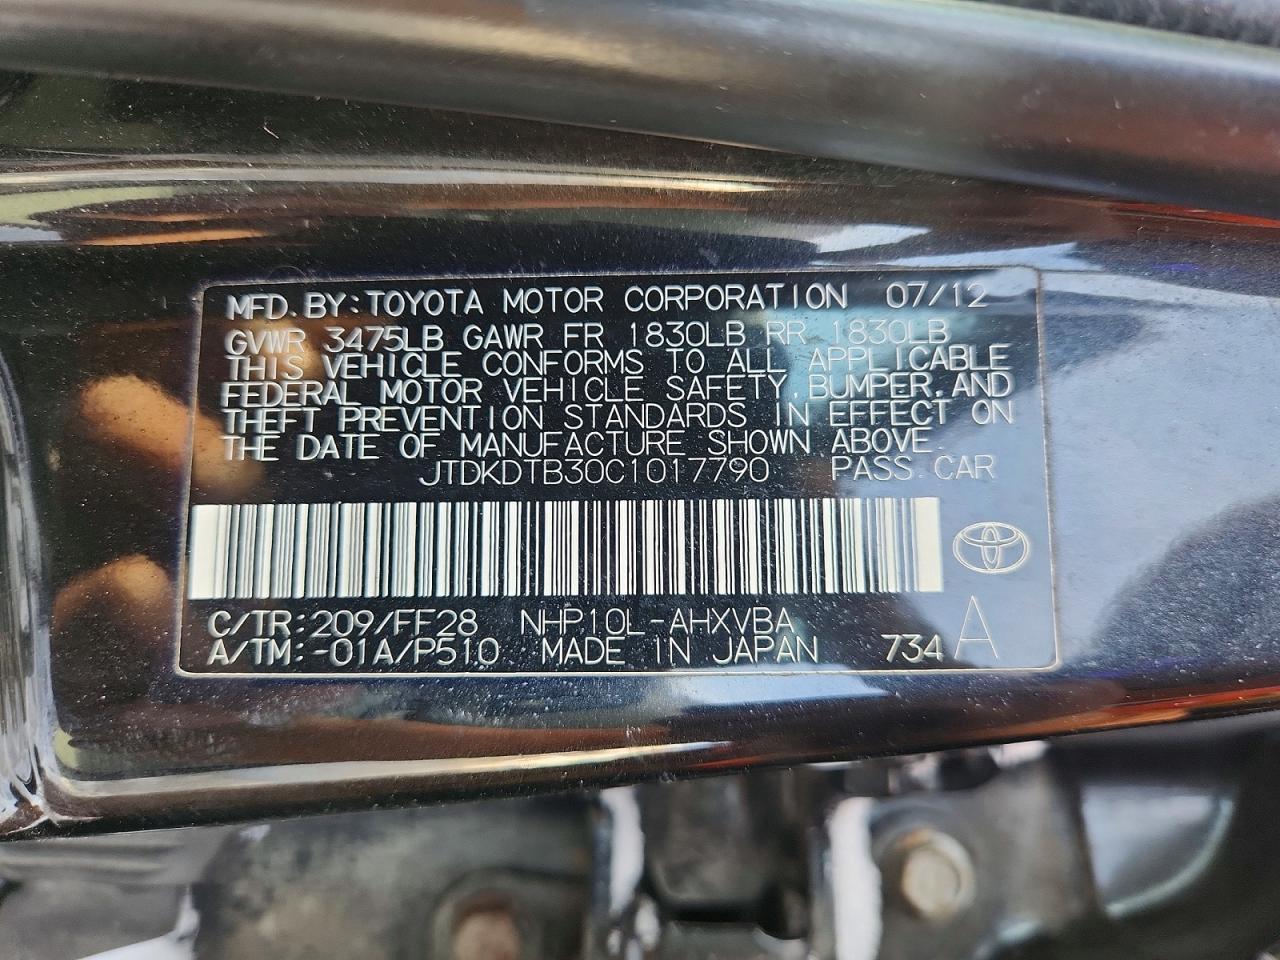 MFD. BY: TOYOTA MOTOR CORPORATION 07/12
GVWR 3475LB GAWR FR 1830LB RR 1830LB
THIS VEHICLE CONFORMS TO ALL APPLICABLE
FEDERAL MOTOR VEHICLE SAFETY, BUMPER, AND
THEFT PREVENTION STANDARDS IN EFFECT ON
THE DATE OF MANUFACTURE SHOWN ABOVE.
JTDKDTB30C1017790 PASS. CAR
C/TR: 209/FF28 NHP10L-AHXVBA
A/TM: -01A/P510 MADE IN JAPAN 734 A